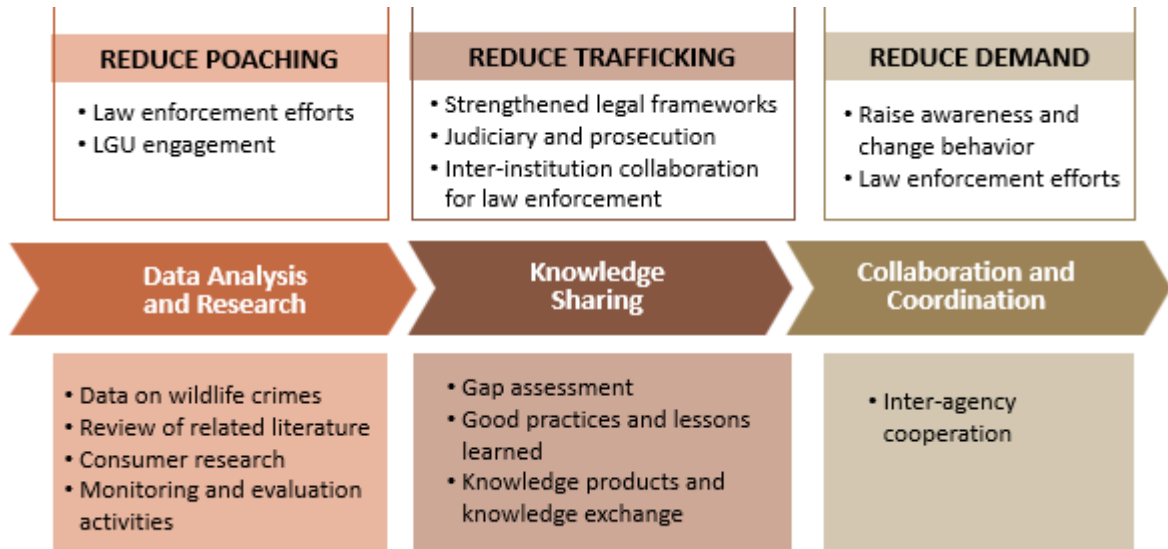 REDUCE POACHING
• Law enforcement efforts
• LGU engagement
REDUCE TRAFFICKING
• Strengthened legal frameworks
• Judiciary and prosecution
• Inter-institution collaboration
for law enforcement
REDUCE DEMAND
• Raise awareness and
change behavior
• Law enforcement efforts
Data Analysis
and Research
Knowledge
Sharing
Collaboration and
Coordination
• Data on wildlife crimes
• Review of related literature
• Consumer research
• Monitoring and evaluation
activities
• Gap assessment
• Good practices and lessons
learned
• Knowledge products and
knowledge exchange
• Inter-agency
cooperation